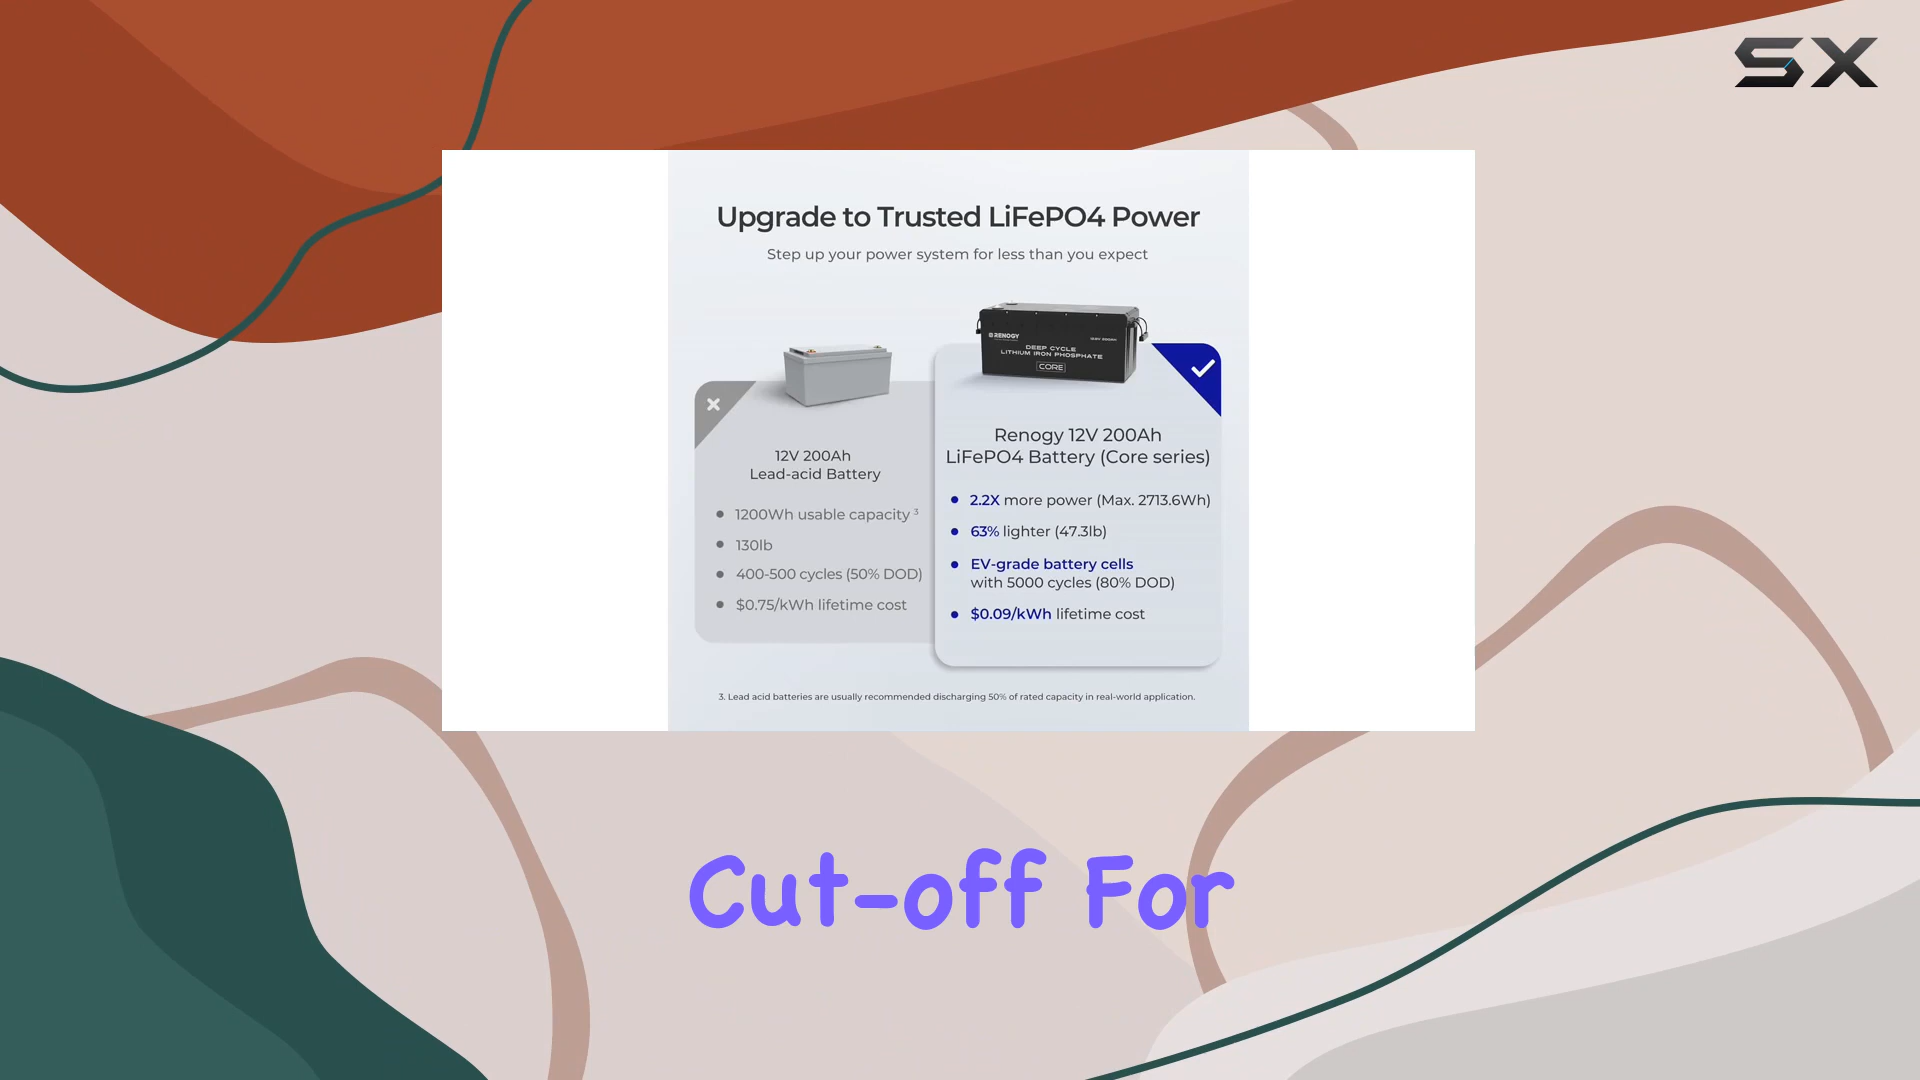 SX
Upgrade to Trusted LiFePO4 Power
Step up your power system for less than you expect
RENOGY
DEEP CYCLE
LITHIUM IRON PHOSPHATE
CORE
12V 200Ah
Lead-acid Battery
1200Wh usable capacity 3
130lb
400-500 cycles (50% DOD)
$0.75/kWh lifetime cost
Renogy 12V 200Ah
LiFePO4 Battery (Core series)
2.2X more power (Max. 2713.6Wh)
63% lighter (47.3lb)
EV-grade battery cells
with 5000 cycles (80% DOD)
$0.09/kWh lifetime cost
3. Lead acid batteries are usually recommended discharging 50% of rated capacity in real-world application.
Cut-off For